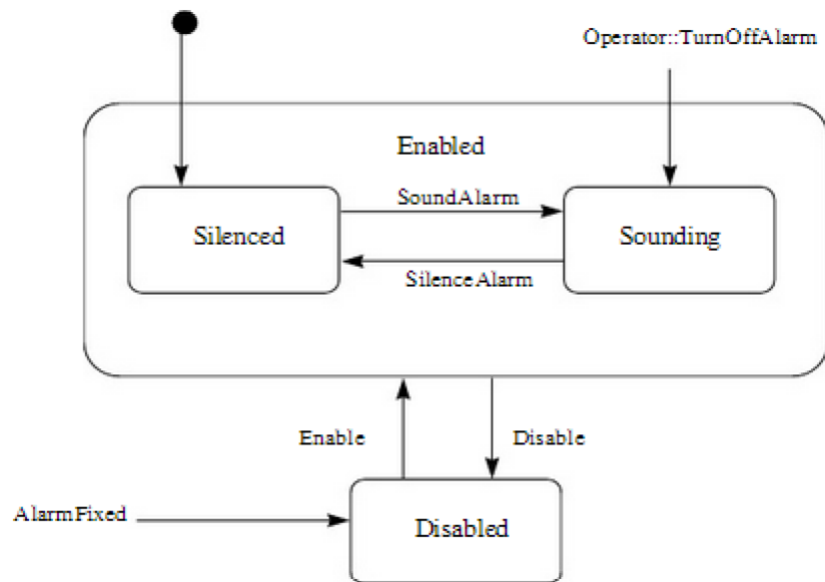 Operator::TurnOffAlarm
Enabled
SoundAlarm
Silenced
Sounding
SilenceAlarm
Enable
Disable
AlarmFixed
Disabled